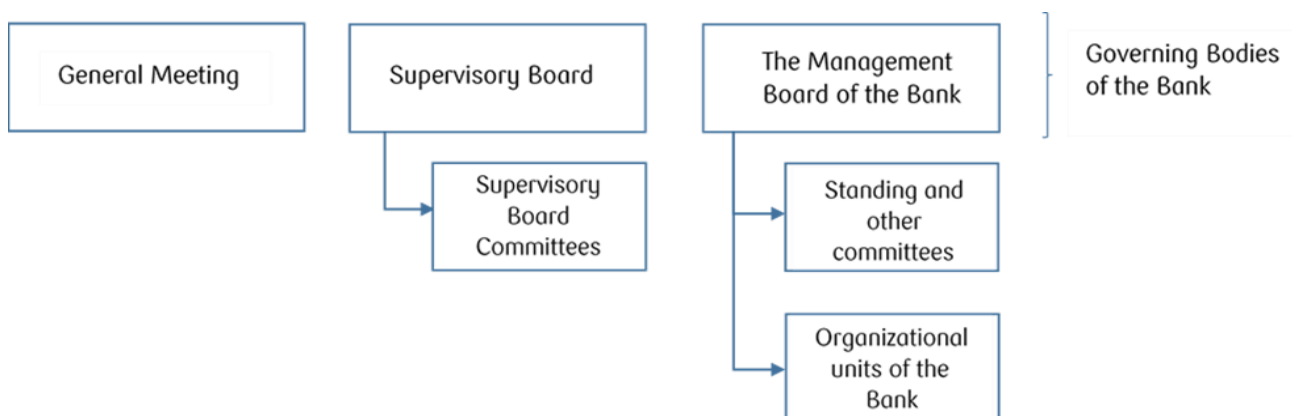 General Meeting
Supervisory Board
The Management
Board of the Bank
Governing Bodies
of the Bank
Supervisory
Board
Committees
Standing and
other
committees
Organizational
units of the
Bank